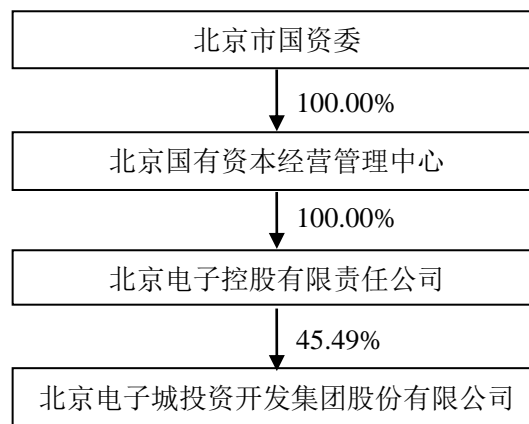 北京市国资委
100.00%
北京国有资本经营管理中心
100.00%
北京电子控股有限责任公司
45.49%
北京电子城投资开发集团股份有限公司